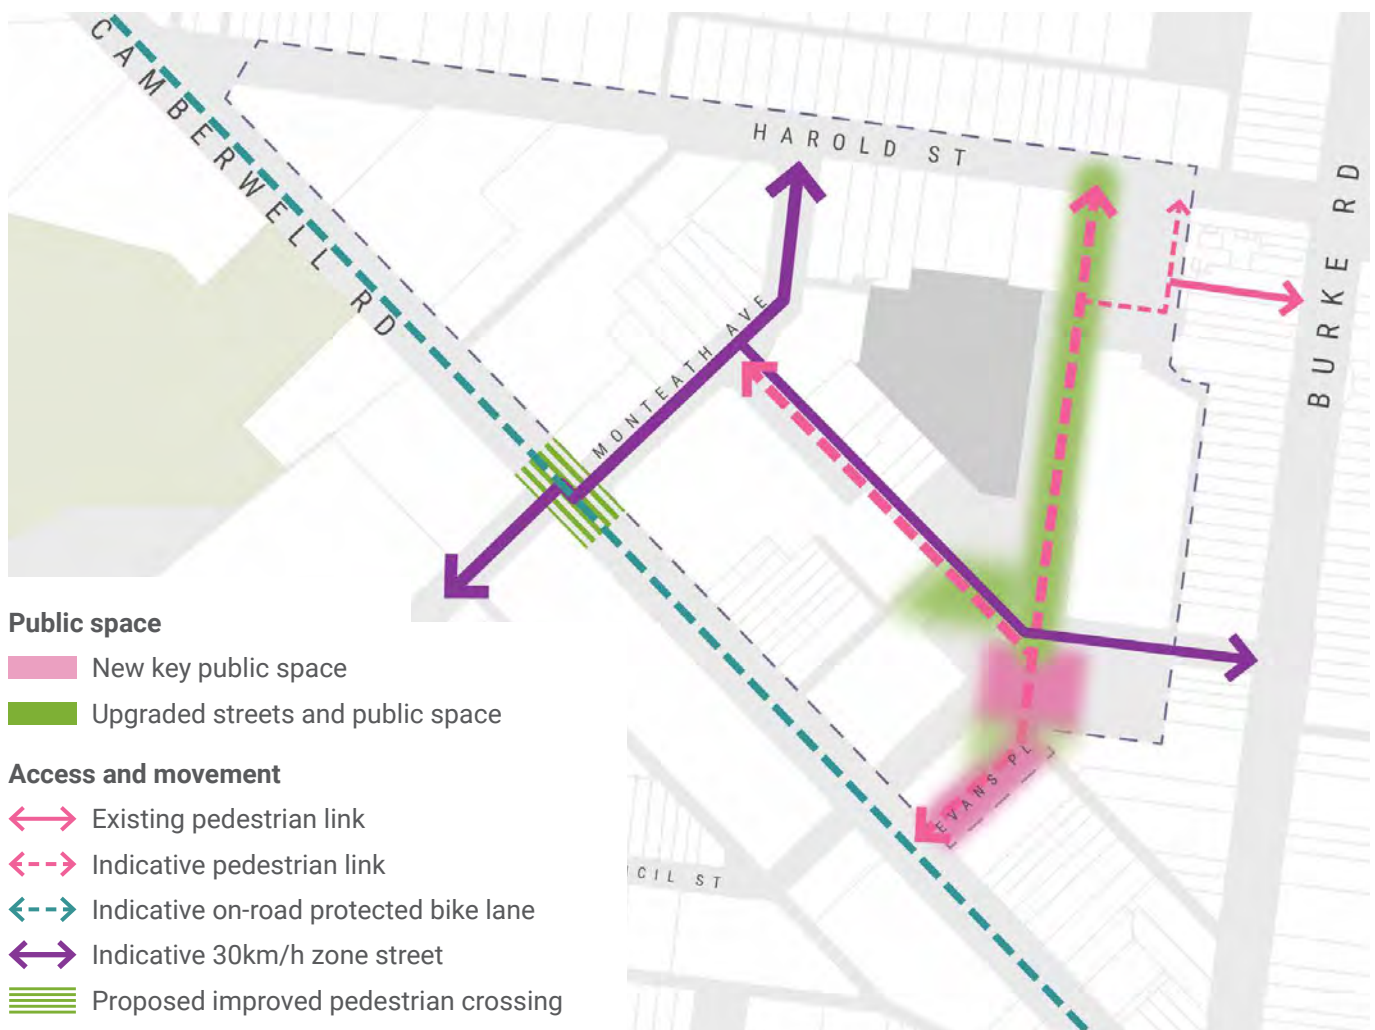 CAMBERWELL RD
HAROLD ST
BURKE RD
MONTEATH AVE
EVANS PL
CIL ST
Public space
New key public space
Upgraded streets and public space
Access and movement
Existing pedestrian link
Indicative pedestrian link
Indicative on-road protected bike lane
Indicative 30km/h zone street
Proposed improved pedestrian crossing